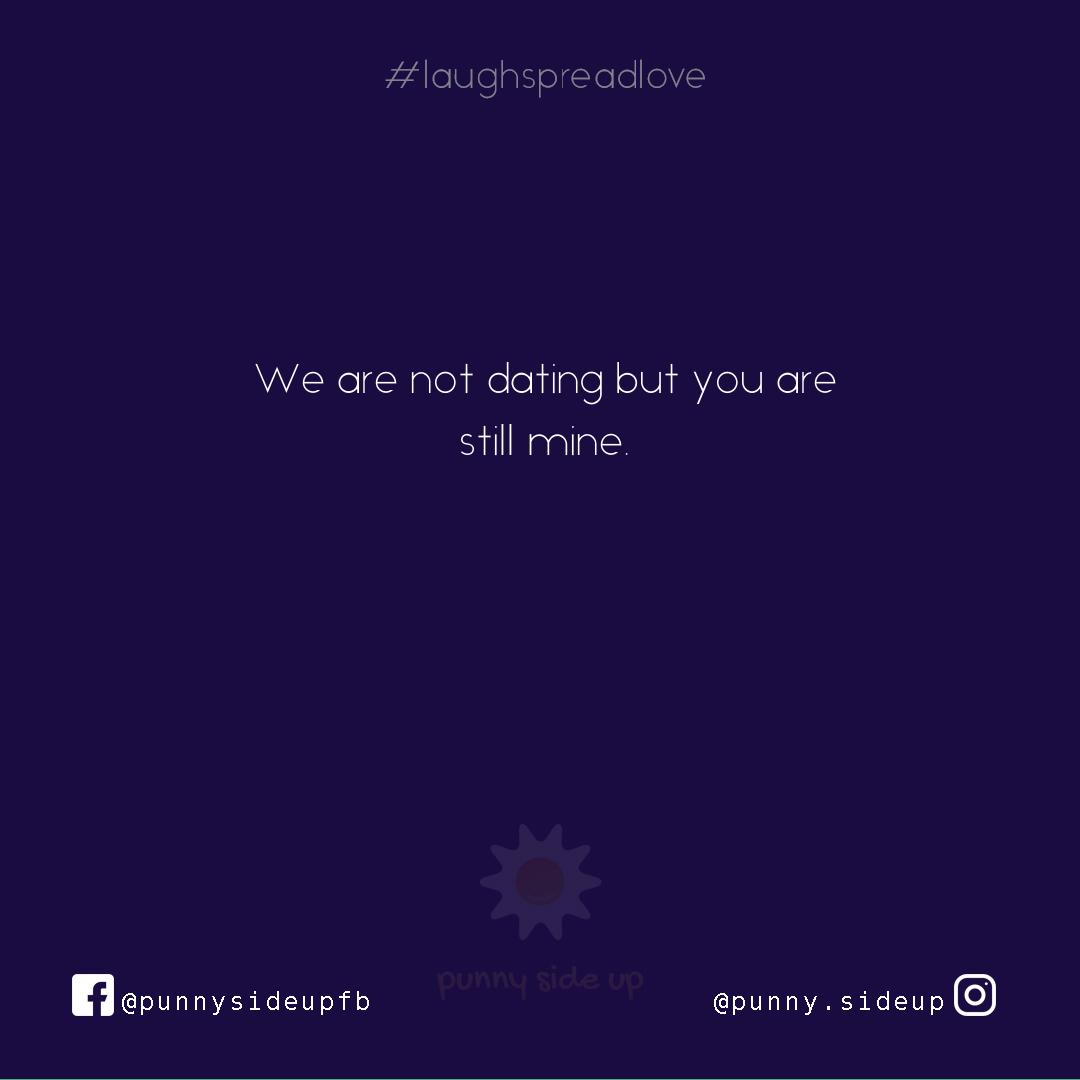 #laughspreadlove
We are not dating but you are
still mine.
punny side up
@punnysideupfb
@punny.sideup